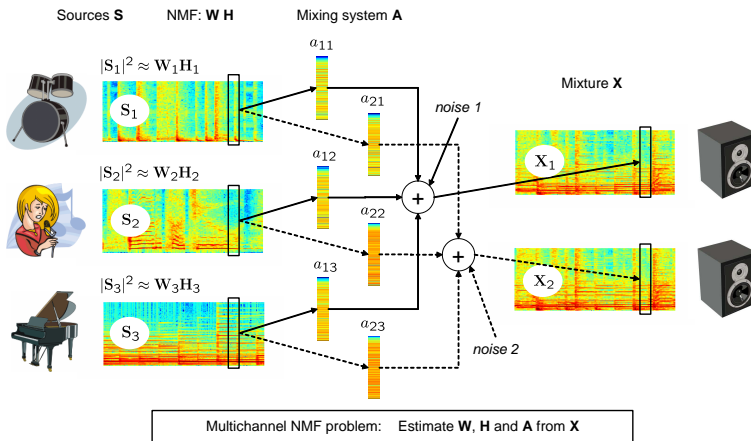 Sources S NMF: W H Mixing system A
|S₁|² ≈ W₁H₁
S₁
a₁₁
a₂₁
noise 1
Mixture X
X₁
|S₂|² ≈ W₂H₂
S₂
a₁₂
a₂₂
+
+
X₂
|S₃|² ≈ W₃H₃
S₃
a₁₃
a₂₃
noise 2
Multichannel NMF problem: Estimate W, H and A from X